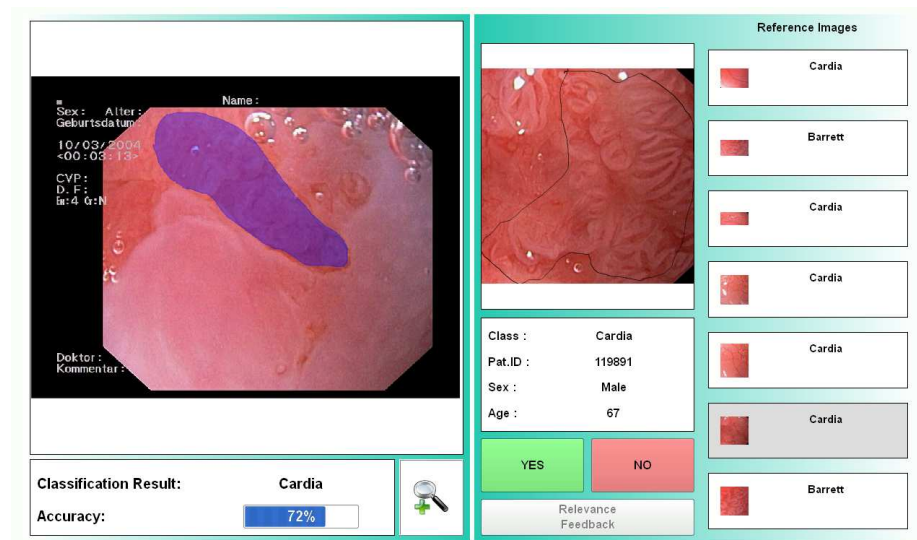 Name :
Sex : Alter :
Geburtsdatum:
10/03/2004
<00:03:13>
CVP :
D. F :
G:N
Doktor :
Kommentar:
Classification Result: Cardia
Accuracy: 72%
Class : Cardia
Pat.ID : 119891
Sex : Male
Age : 67
YES NO
Relevance
Feedback
Reference Images
Cardia
Barrett
Cardia
Cardia
Cardia
Cardia
Barrett